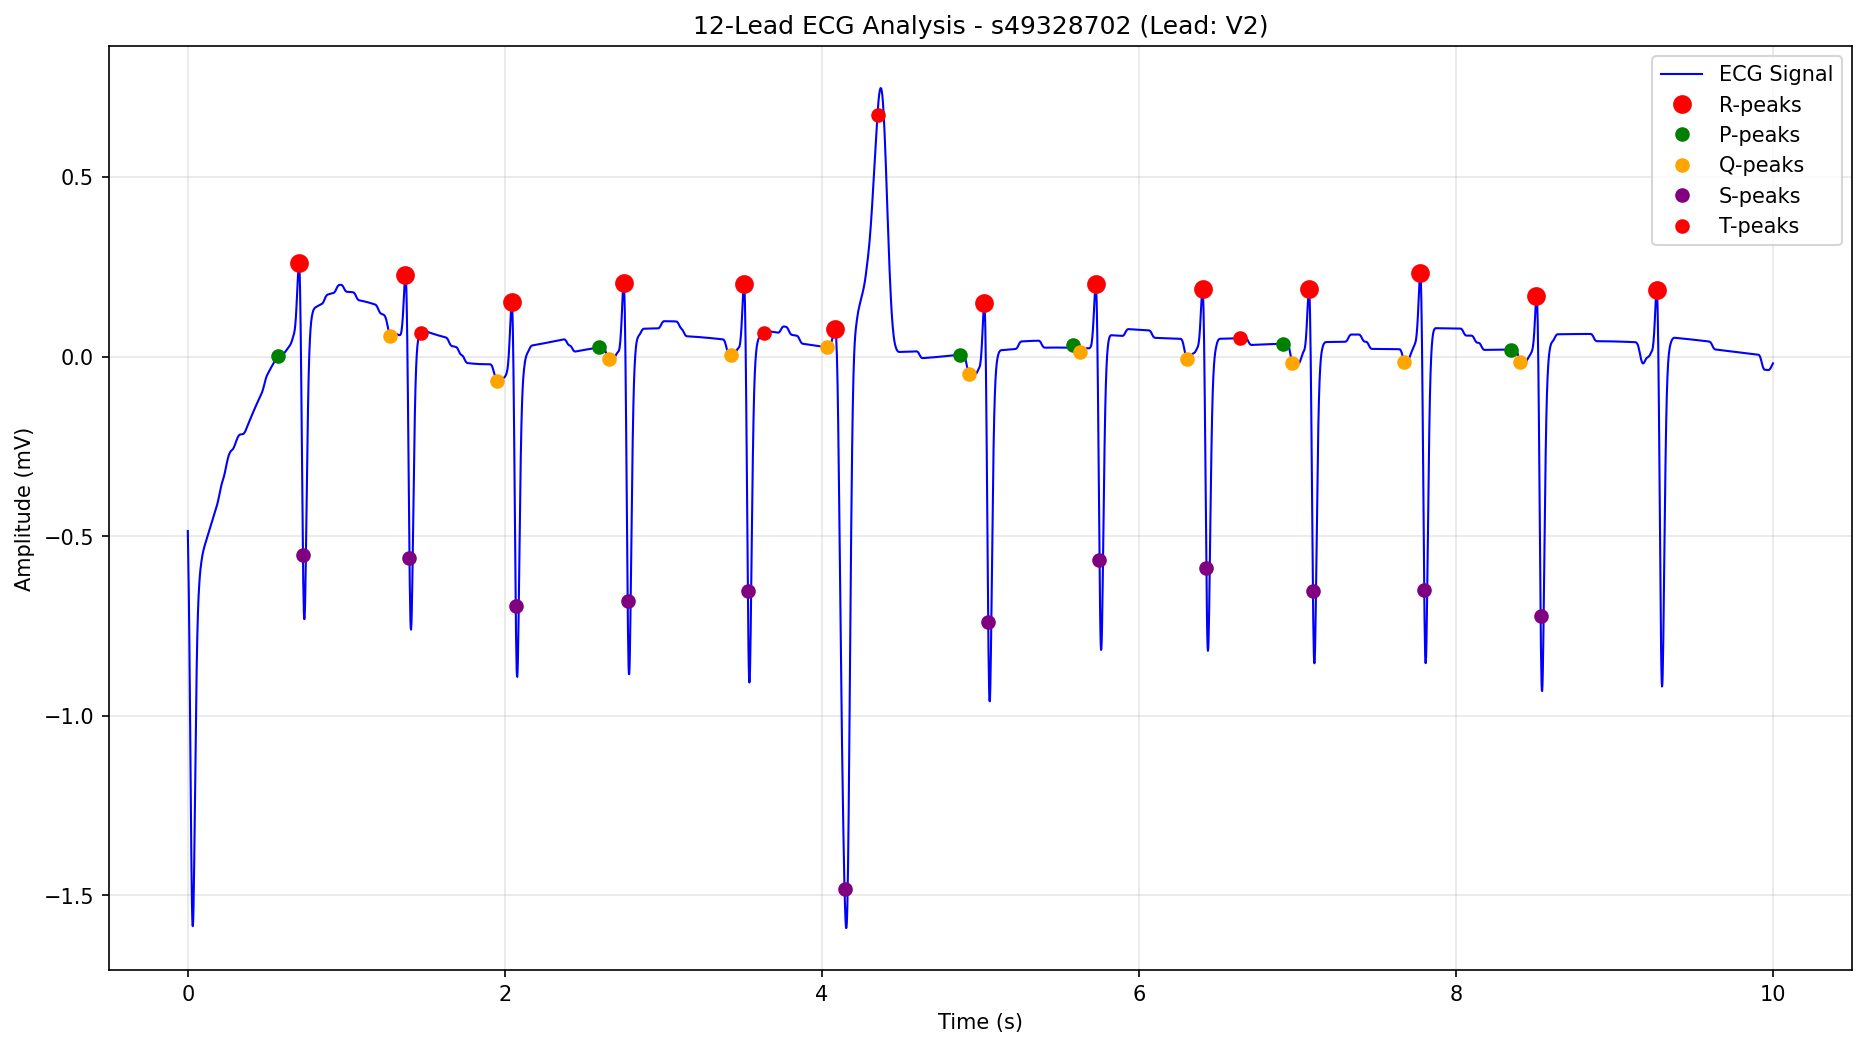 12-Lead ECG Analysis - s49328702 (Lead: V2)
ECG Signal
R-peaks
P-peaks
Q-peaks
S-peaks
T-peaks
0.5
0.0
−0.5
−1.0
−1.5
Amplitude (mV)
0 2 4 6 8 10
Time (s)